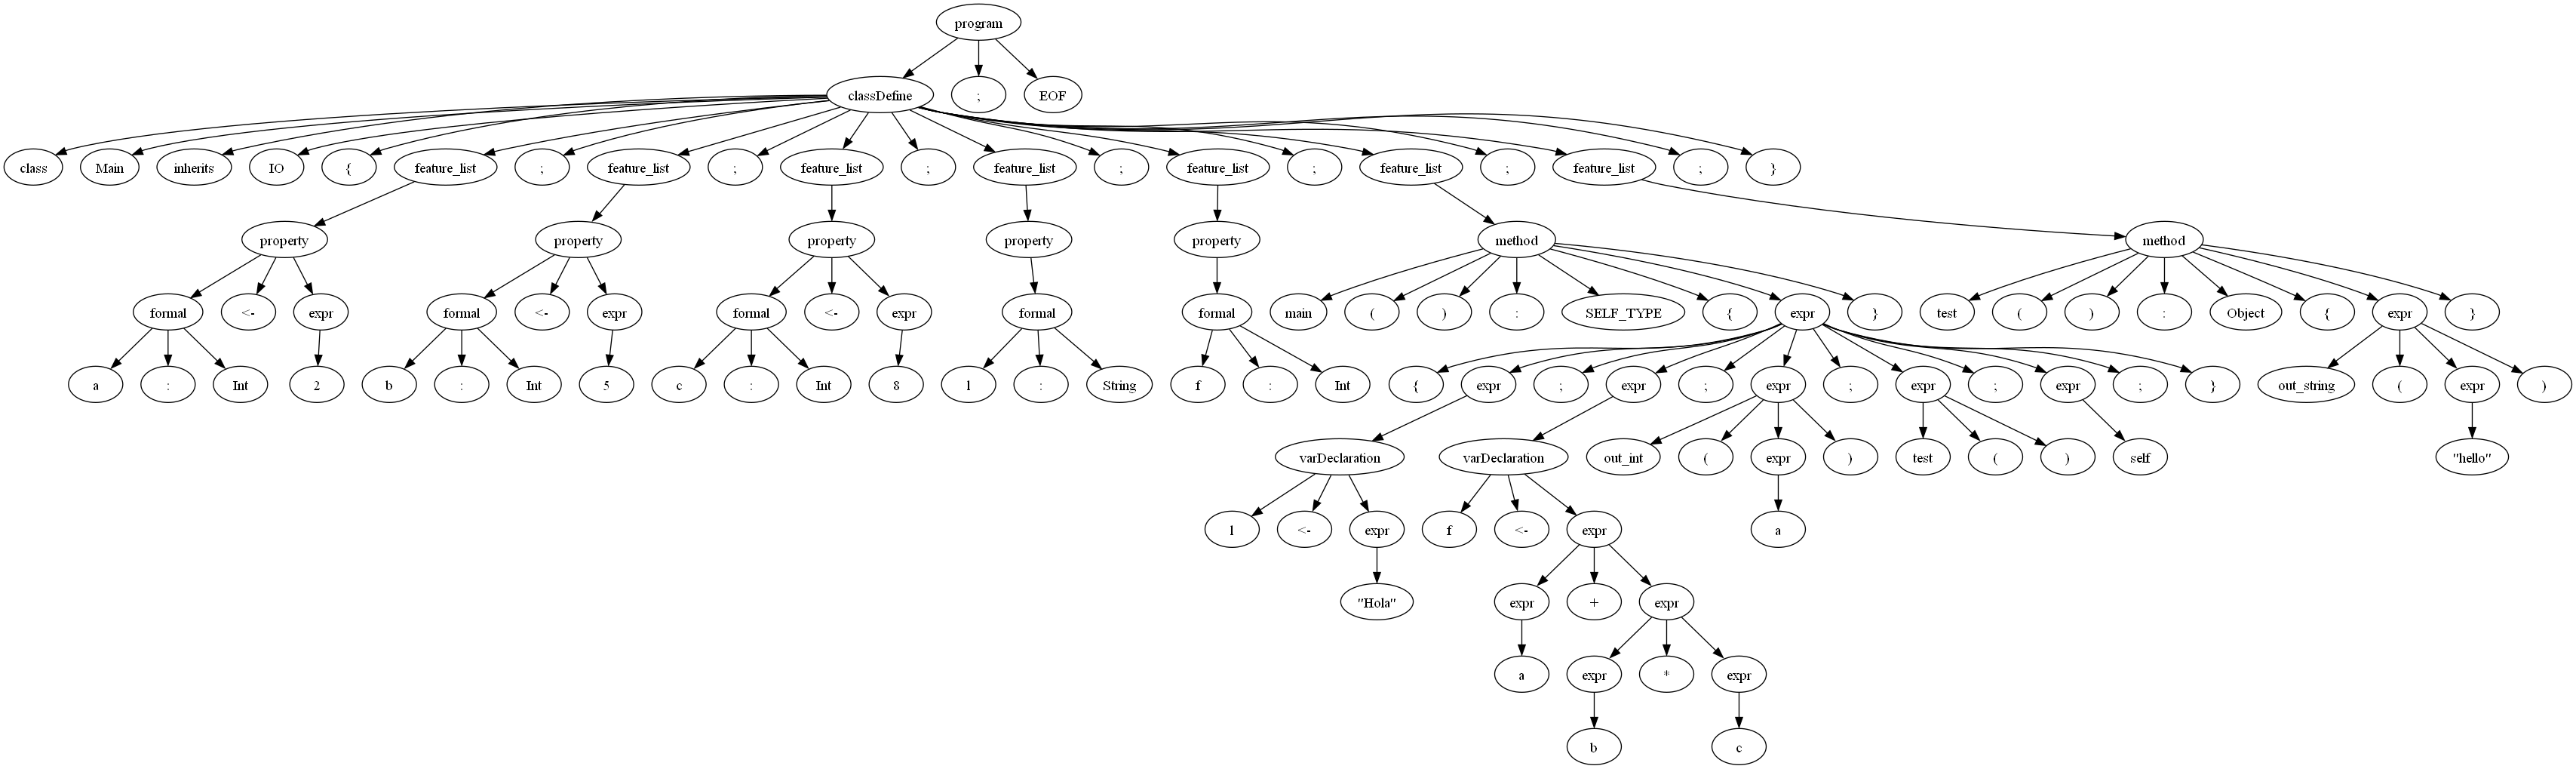 program
classDefine ; EOF
class Main inherits IO { feature_list ; feature_list ; feature_list ; feature_list ; feature_list ; feature_list ; feature_list ; }
property property property property property method method
formal <- expr formal <- expr formal <- expr formal formal main ( ) : SELF_TYPE { expr } test ( ) : Object { expr }
a : Int 2 b : Int 5 c : Int 8 l : String f : Int { expr ; expr ; expr ; expr ; expr ; } out_string ( expr )
varDeclaration varDeclaration out_int ( expr ) test ( ) self "hello"
l <- expr f <- expr a
"Hola" expr + expr
a expr * expr
b c